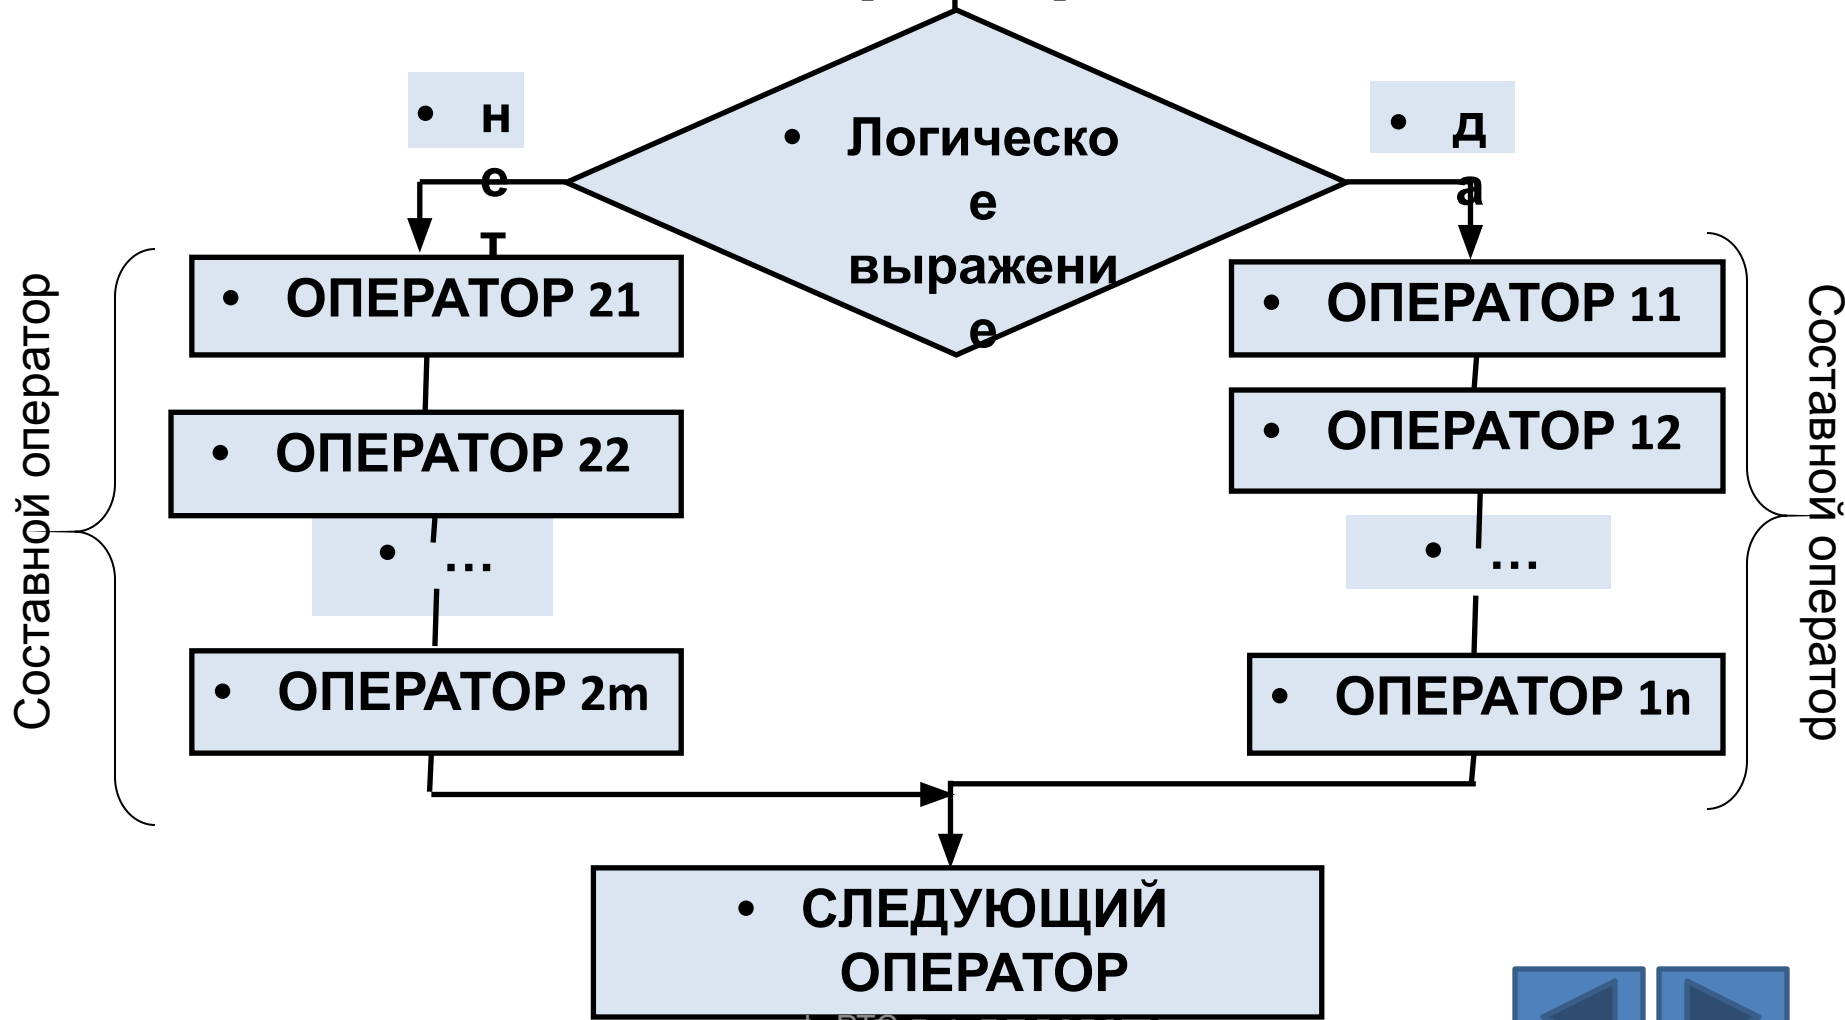 • н
е
т
• Логическо
е
выражени
е
• д
а
• ОПЕРАТОР 21
• ОПЕРАТОР 22
• ...
• ОПЕРАТОР 2m
Составной оператор
• ОПЕРАТОР 11
• ОПЕРАТОР 12
• ...
• ОПЕРАТОР 1n
Составной оператор
• СЛЕДУЮЩИЙ
ОПЕРАТОР